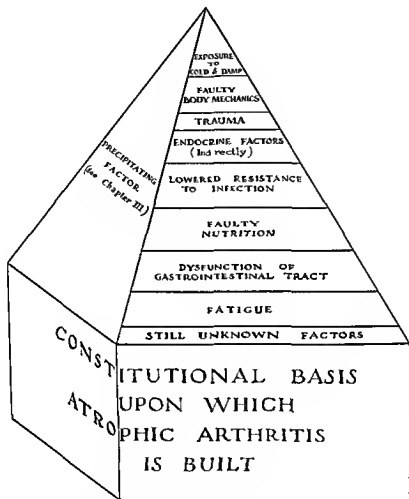 EXPOSURE
TO
COLD & DAMP
FAULTY
BODY MECHANICS
TRAUMA
ENDOCRINE FACTORS
(Indirectly)
LOWERED RESISTANCE
TO INFECTION
FAULTY
NUTRITION
DYSFUNCTION OF
GASTROINTESTINAL TRACT
FATIGUE
STILL UNKNOWN FACTORS
PRECIPITATING
FACTOR
(see Chapter III)
CONSTITUTIONAL BASIS
UPON WHICH
ATROPHIC ARTHRITIS
IS BUILT